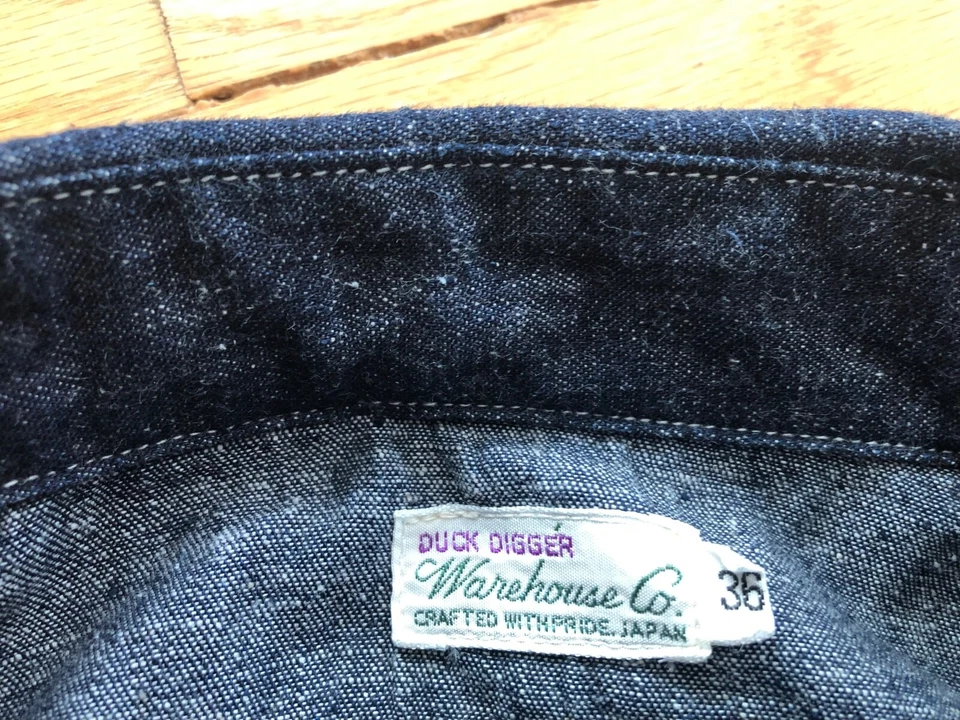 DUCK DIGGER
Warehouse Co.
CRAFTED WITH PRIDE. JAPAN
36